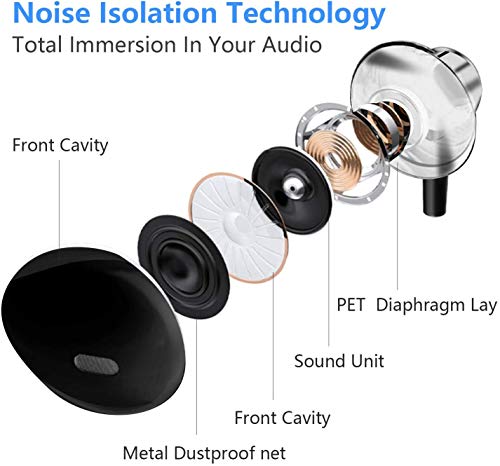 Noise Isolation Technology
Total Immersion In Your Audio
Front Cavity
PET Diaphragm Lay
Sound Unit
Front Cavity
Metal Dustproof net